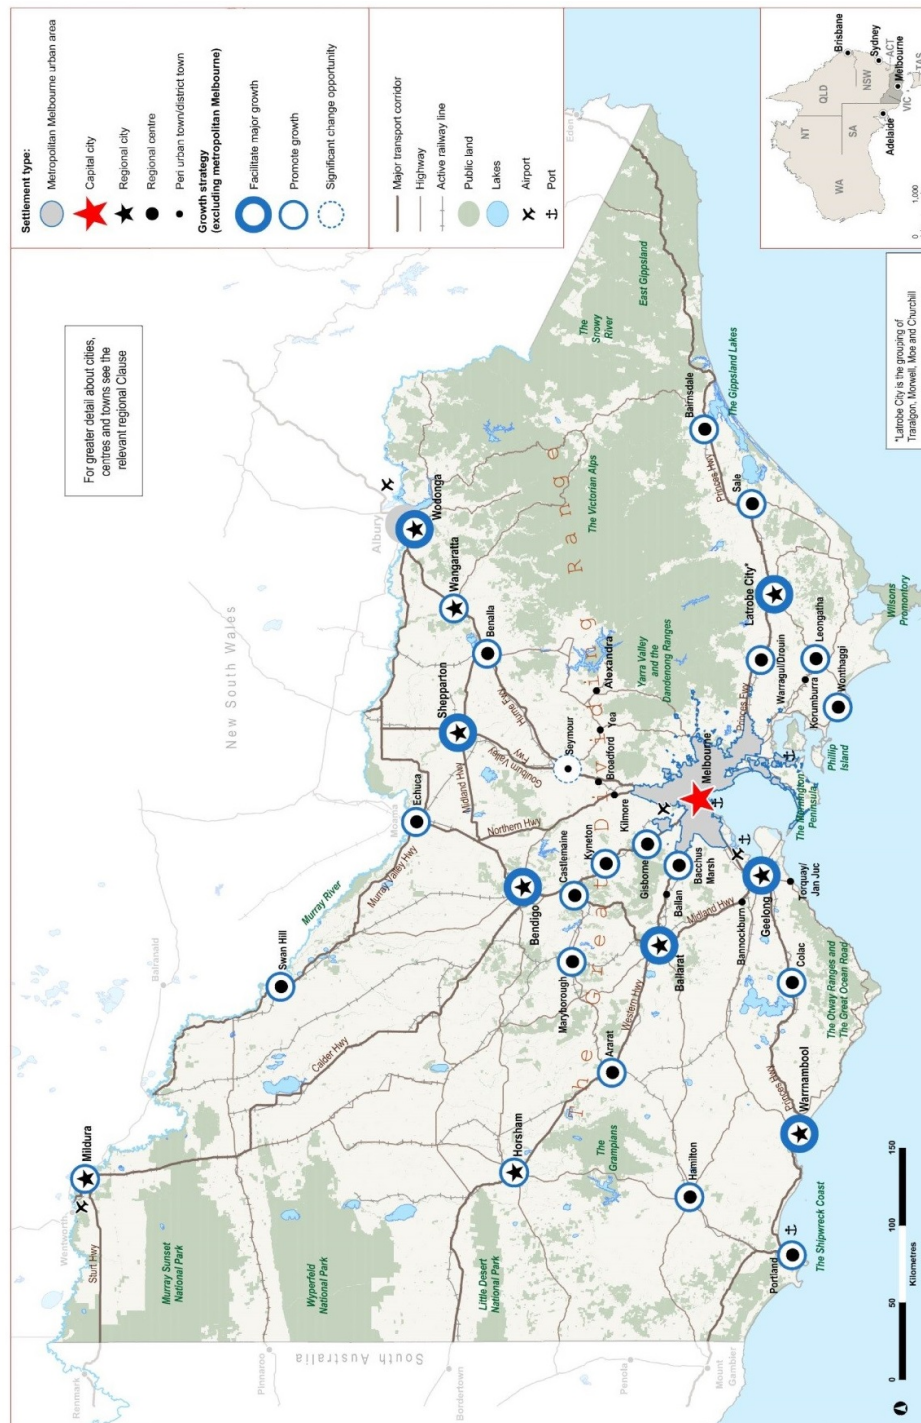 Settlement type:
Metropolitan Melbourne urban area
Capital city
Regional city
Regional centre
Peri urban town/district town
Growth strategy
(excluding metropolitan Melbourne)
Facilitate major growth
Promote growth
Significant change opportunity
Major transport corridor
Highway
Active railway line
Public land
Lakes
Airport
Port
For greater detail about cities,
centres and towns see the
relevant regional Clause
Brisbane
Sydney
ACT
Melbourne
TAS
NSW
QLD
VIC
Adelaide
SA
NT
WA
0
1,000
*Latrobe City is the grouping of
Traralgon, Morwell, Moe and Churchill
New South Wales
South Australia
Renmark
Wentworth
Mildura
Sturt Hwy
Murray Sunset
National Park
Pinnaroo
Wyperfeld
National Park
Balranald
Swan Hill
Murray River
Murray Valley Hwy
Moama
Echuca
Calder Hwy
Albury
Wodonga
Wangaratta
Benalla
Shepparton
Midland Hwy
Hume Fwy
Goulburn Valley
Fwy
Northern Hwy
Bordertown
Little Desert
National Park
Horsham
Bendigo
Castlemaine
Maryborough
Kyneton
Seymour
Broadford
Kilmore
Yea
Alexandra
The Great Dividing Range
The Victorian Alps
The
Snowy
River
East Gippsland
Eden
Ararat
Western Hwy
The
Grampians
Ballarat
Ballan
Gisborne
Bacchus
Marsh
Melbourne
Yarra Valley
and the
Dandenong Ranges
Penola
Mount
Gambier
Hamilton
Midland Hwy
Bannockburn
Geelong
Torquay/
Jan Juc
Princes Fwy
Warragul/Drouin
Latrobe City*
Sale
Princes Hwy
Bairnsdale
The Gippsland Lakes
Portland
The Shipwreck Coast
Warrnambool
Princes Hwy
Colac
The Otway Ranges and
The Great Ocean Road
The Mornington
Peninsula
Phillip
Island
Korumburra
Leongatha
Wonthaggi
Wilsons
Promontory
0
50
100
150
Kilometres